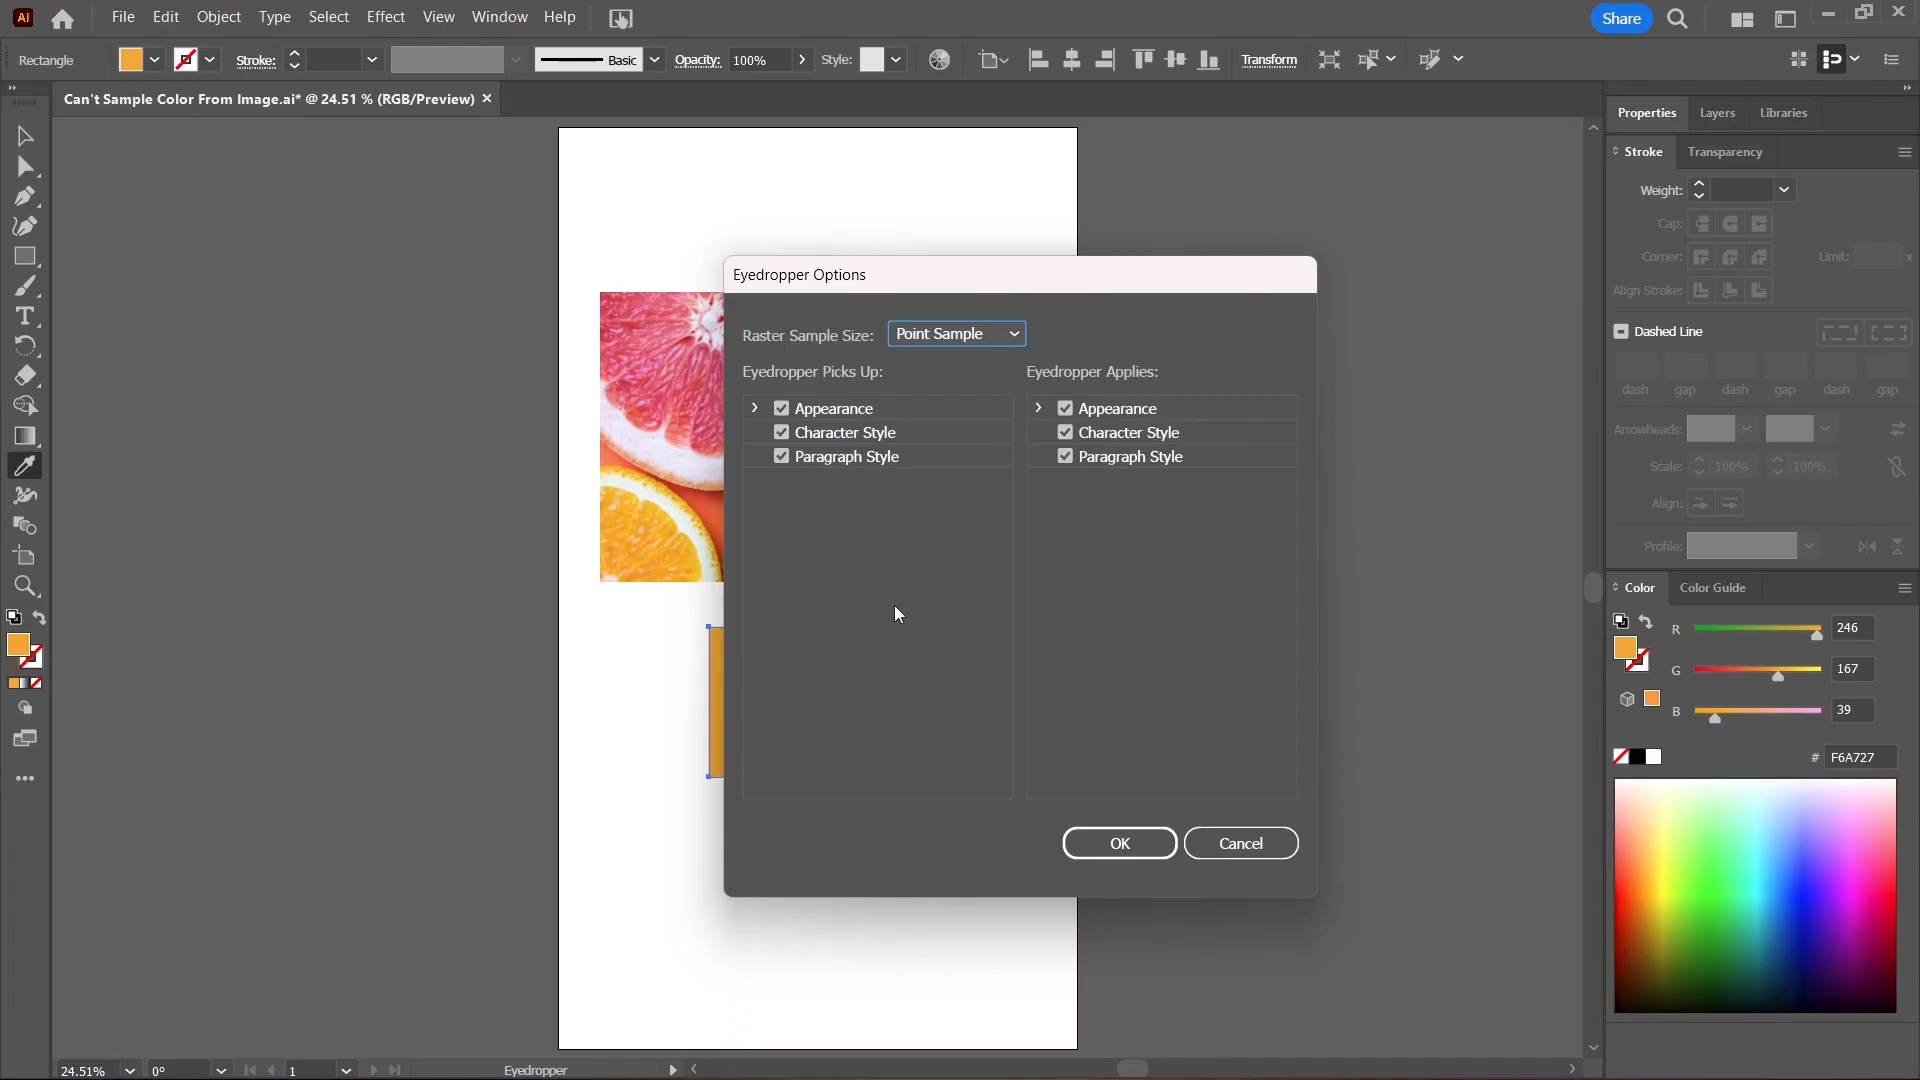 Ai File Edit Object Type Select Effect View Window Help Share
Rectangle Stroke: Basic Opacity: 100% Style: Transform
Can't Sample Color From Image.ai* @ 24.51 % (RGB/Preview)
Properties Layers Libraries
Stroke Transparency
Weight:
Cap:
Corner: Limit: x
Align Stroke:
Dashed Line
dash gap dash gap dash gap
Arrowheads:
Scale: 100% 100%
Align:
Profile:
Color Color Guide
R 246
G 167
B 39
# F6A727
Eyedropper Options
Raster Sample Size: Point Sample
Eyedropper Picks Up: Eyedropper Applies:
Appearance Appearance
Character Style Character Style
Paragraph Style Paragraph Style
OK Cancel
24.51% 0° 1 Eyedropper